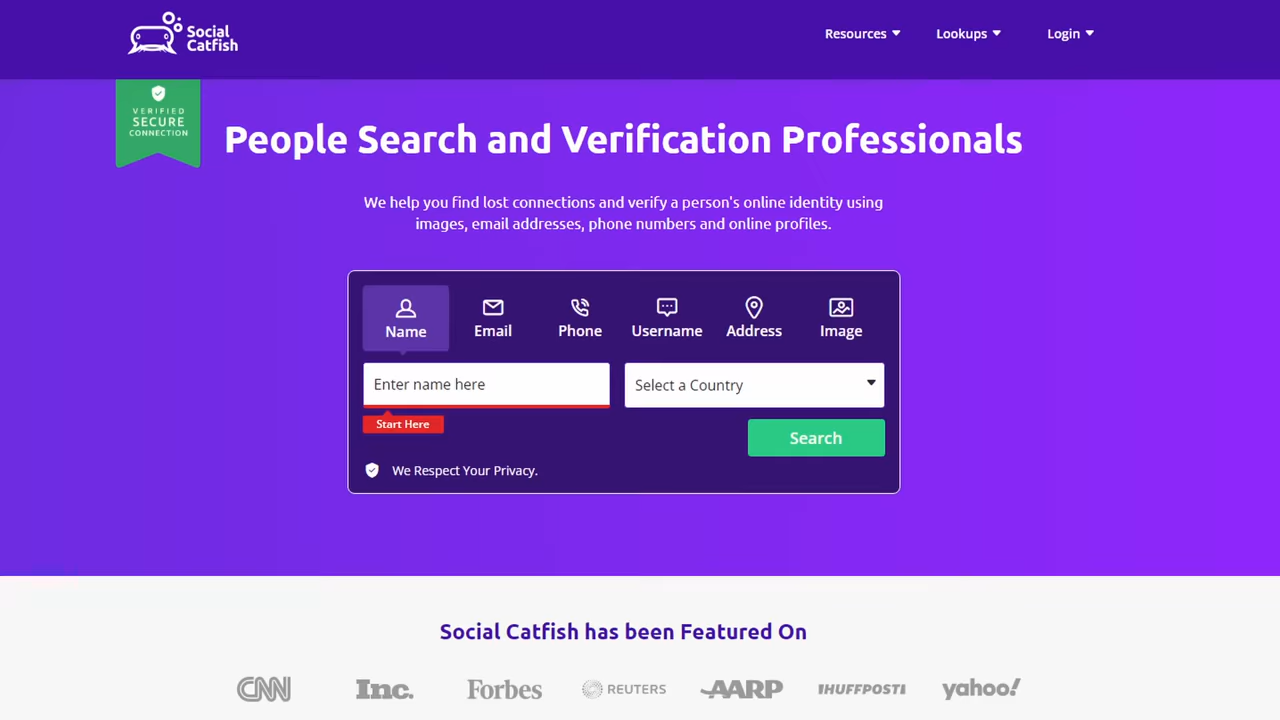 Social
Catfish
Resources
Lookups
Login
VERIFIED
SECURE
CONNECTION
People Search and Verification Professionals
We help you find lost connections and verify a person's online identity using
images, email addresses, phone numbers and online profiles.
Name
Email
Phone
Username
Address
Image
Enter name here
Select a Country
Start Here
Search
We Respect Your Privacy.
Social Catfish has been Featured On
CNN
Inc.
Forbes
REUTERS
AARP
IHUFFPOSTI
yahoo!